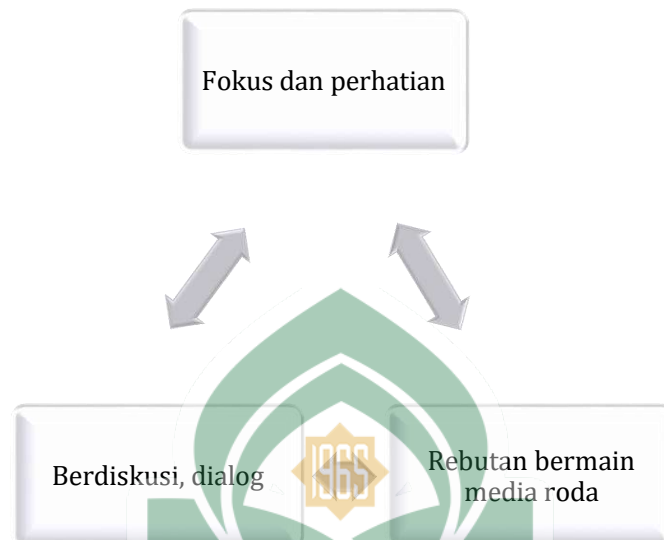 Fokus dan perhatian
Berdiskusi, dialog
Rebutan bermain
media roda
1965